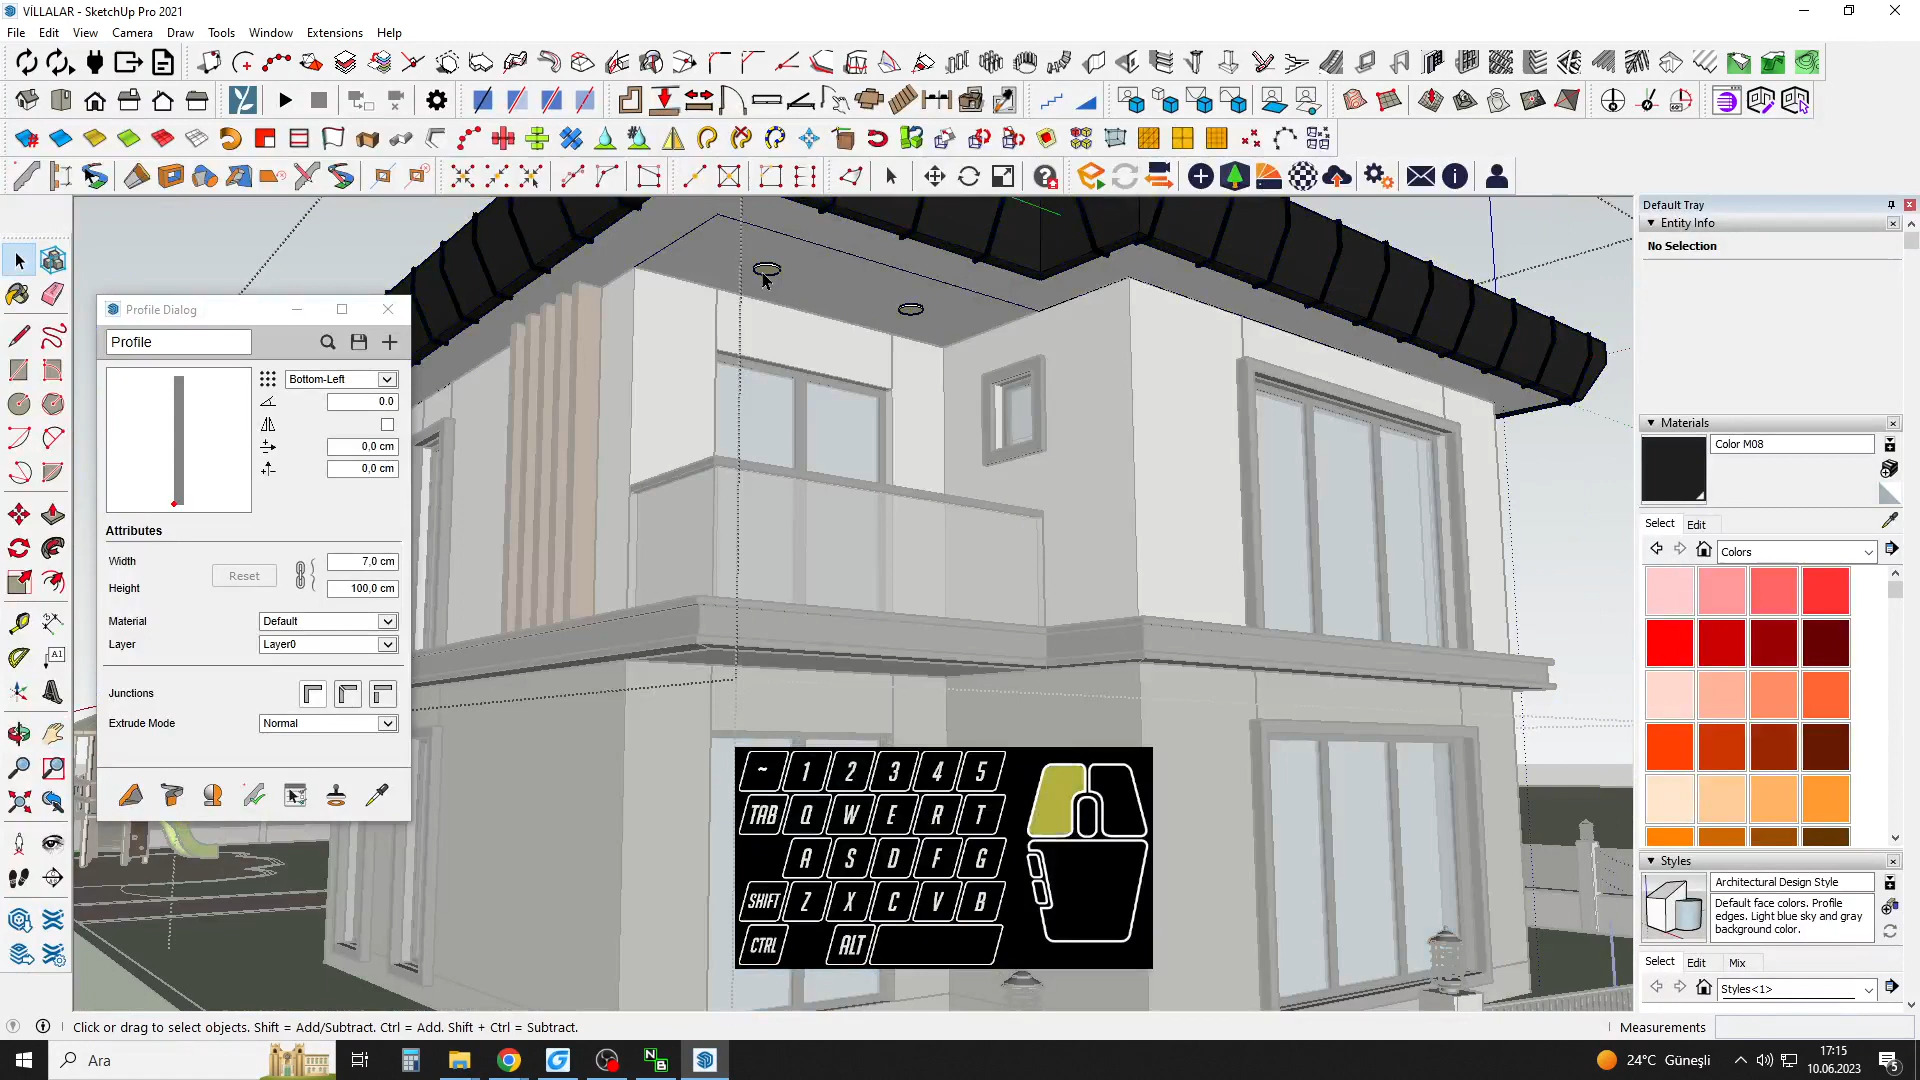 VİLLALAR - SketchUp Pro 2021
File Edit View Camera Draw Tools Window Extensions Help
Default Tray
Entity Info
No Selection
Profile Dialog
Profile
Bottom-Left
0.0
0,0 cm
0,0 cm
Attributes
Width 7,0 cm
Reset
Height 100,0 cm
Material Default
Layer Layer0
Junctions
Extrude Mode Normal
A1
Materials
Color M08
Select Edit
Colors
Styles
Architectural Design Style
Default face colors. Profile
edges. Light blue sky and gray
background color.
Select Edit Mix
Styles<1>
~ 1 2 3 4 5
TAB Q W E R T
A S D F G
SHIFT Z X C V B
CTRL ALT
Click or drag to select objects. Shift = Add/Subtract. Ctrl = Add. Shift + Ctrl = Subtract.
Measurements
Ara
24°C Güneşli
17:15
10.06.2023
5